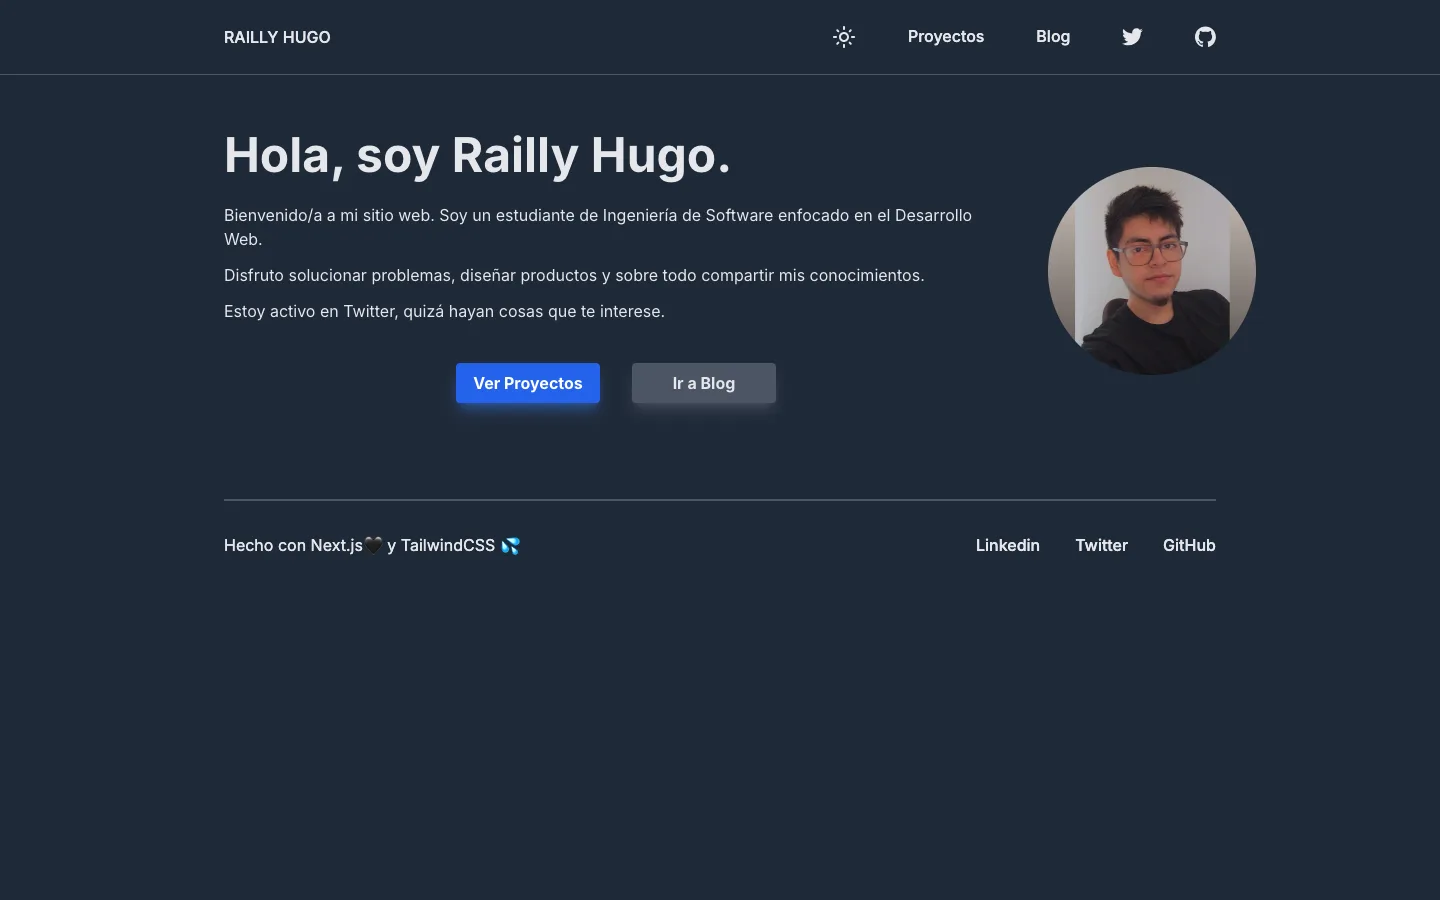 RAILLY HUGO
Proyectos
Blog
Hola, soy Railly Hugo.
Bienvenido/a a mi sitio web. Soy un estudiante de Ingeniería de Software enfocado en el Desarrollo
Web.
Disfruto solucionar problemas, diseñar productos y sobre todo compartir mis conocimientos.
Estoy activo en Twitter, quizá hayan cosas que te interese.
Ver Proyectos
Ir a Blog
Hecho con Next.js🖤 y TailwindCSS 💦
Linkedin
Twitter
GitHub